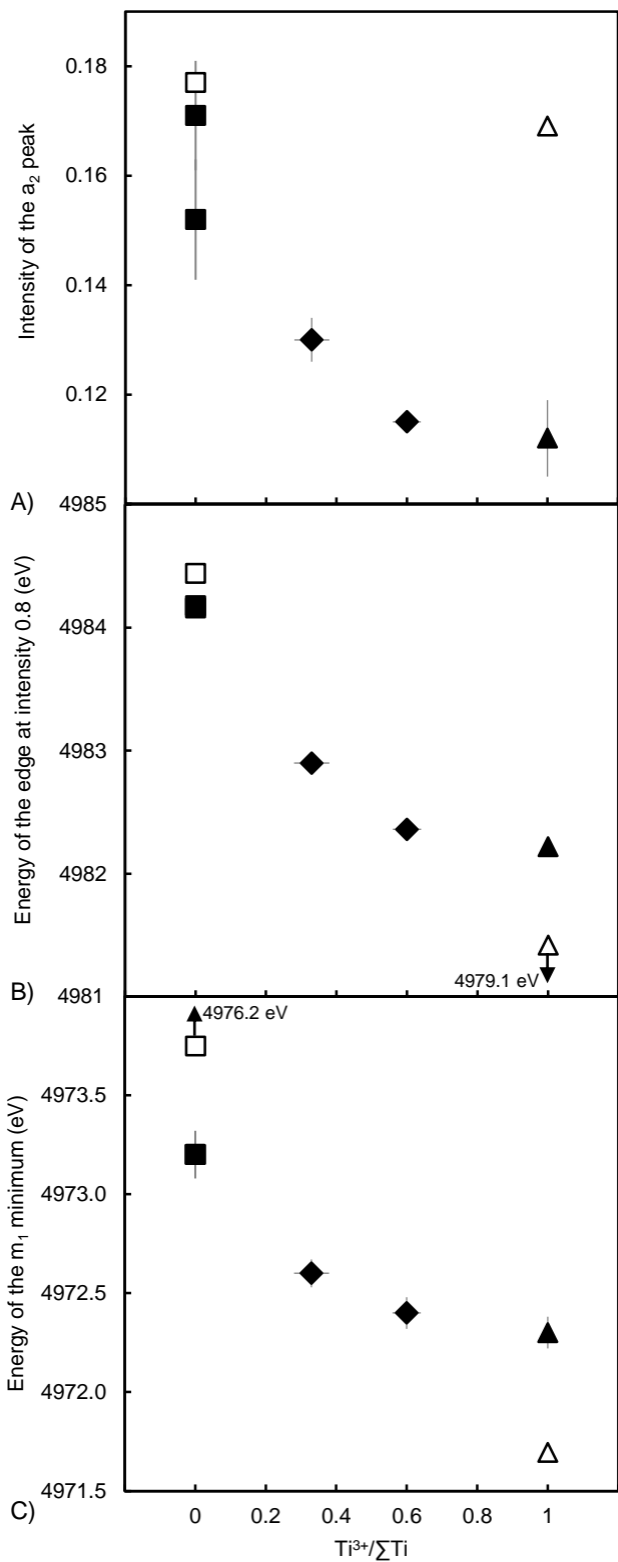 0.18
0.16
0.14
0.12
Intensity of the a₂ peak
A)
4985
4984
4983
4982
4981
Energy of the edge at intensity 0.8 (eV)
4979.1 eV
B)
4976.2 eV
4973.5
4973.0
4972.5
4972.0
4971.5
Energy of the m₁ minimum (eV)
C)
0 0.2 0.4 0.6 0.8 1
Ti³⁺/∑Ti